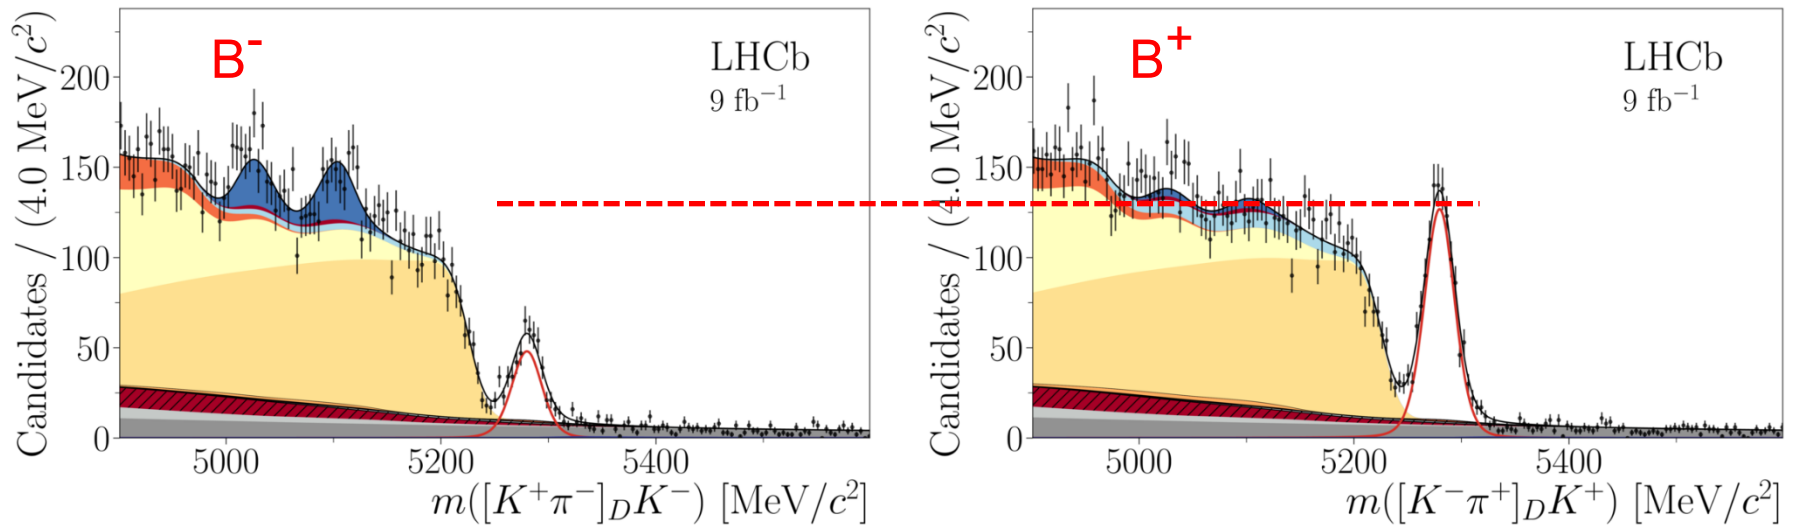 B⁻
LHCb
9 fb⁻¹
Candidates / (4.0 MeV/c²)
200
150
100
50
0
5000
5200
5400
m([K⁺π⁻]_D K⁻) [MeV/c²]
B⁺
LHCb
9 fb⁻¹
Candidates / (4.0 MeV/c²)
200
150
100
50
0
5000
5200
5400
m([K⁻π⁺]_D K⁺) [MeV/c²]